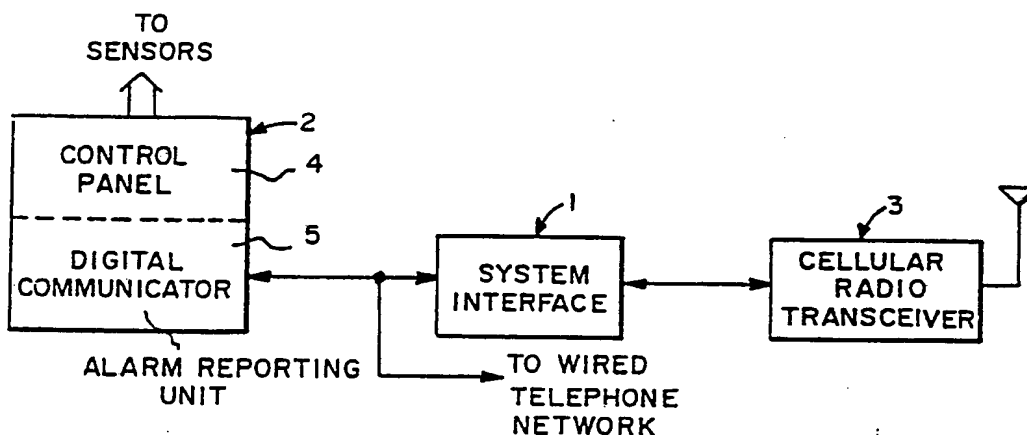 TO
SENSORS
2
CONTROL
PANEL
4
5
DIGITAL
COMMUNICATOR
ALARM REPORTING
UNIT
1
SYSTEM
INTERFACE
TO WIRED
TELEPHONE
NETWORK
3
CELLULAR
RADIO
TRANSCEIVER